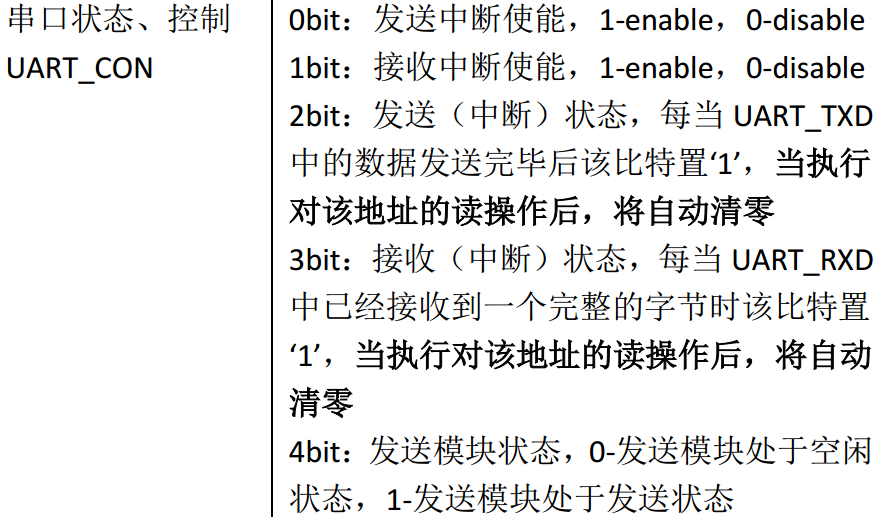 串口状态、控制
UART_CON
0bit：发送中断使能，1-enable，0-disable
1bit：接收中断使能，1-enable，0-disable
2bit：发送（中断）状态，每当 UART_TXD
中的数据发送完毕后该比特置‘1’，当执行
对该地址的读操作后，将自动清零
3bit：接收（中断）状态，每当 UART_RXD
中已经接收到一个完整的字节时该比特置
‘1’，当执行对该地址的读操作后，将自动
清零
4bit：发送模块状态，0-发送模块处于空闲
状态，1-发送模块处于发送状态